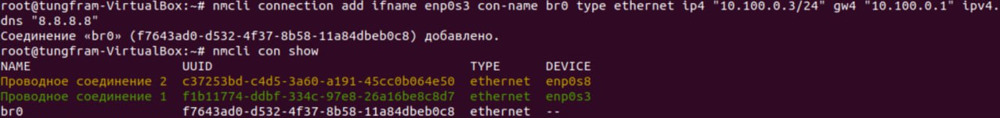 root@tungfram-VirtualBox:~# nmcli connection add ifname enp0s3 con-name br0 type ethernet ip4 "10.100.0.3/24" gw4 "10.100.0.1" ipv4.
dns "8.8.8.8"
Соединение «br0» (f7643ad0-d532-4f37-8b58-11a84dbeb0c8) добавлено.
root@tungfram-VirtualBox:~# nmcli con show
NAME                    UUID                                  TYPE      DEVICE
Проводное соединение 2  c37253bd-c4d5-3a60-a191-45cc0b064e50  ethernet  enp0s8
Проводное соединение 1  f1b11774-ddbf-334c-97e8-26a16be8c8d7  ethernet  enp0s3
br0                     f7643ad0-d532-4f37-8b58-11a84dbeb0c8  ethernet  --